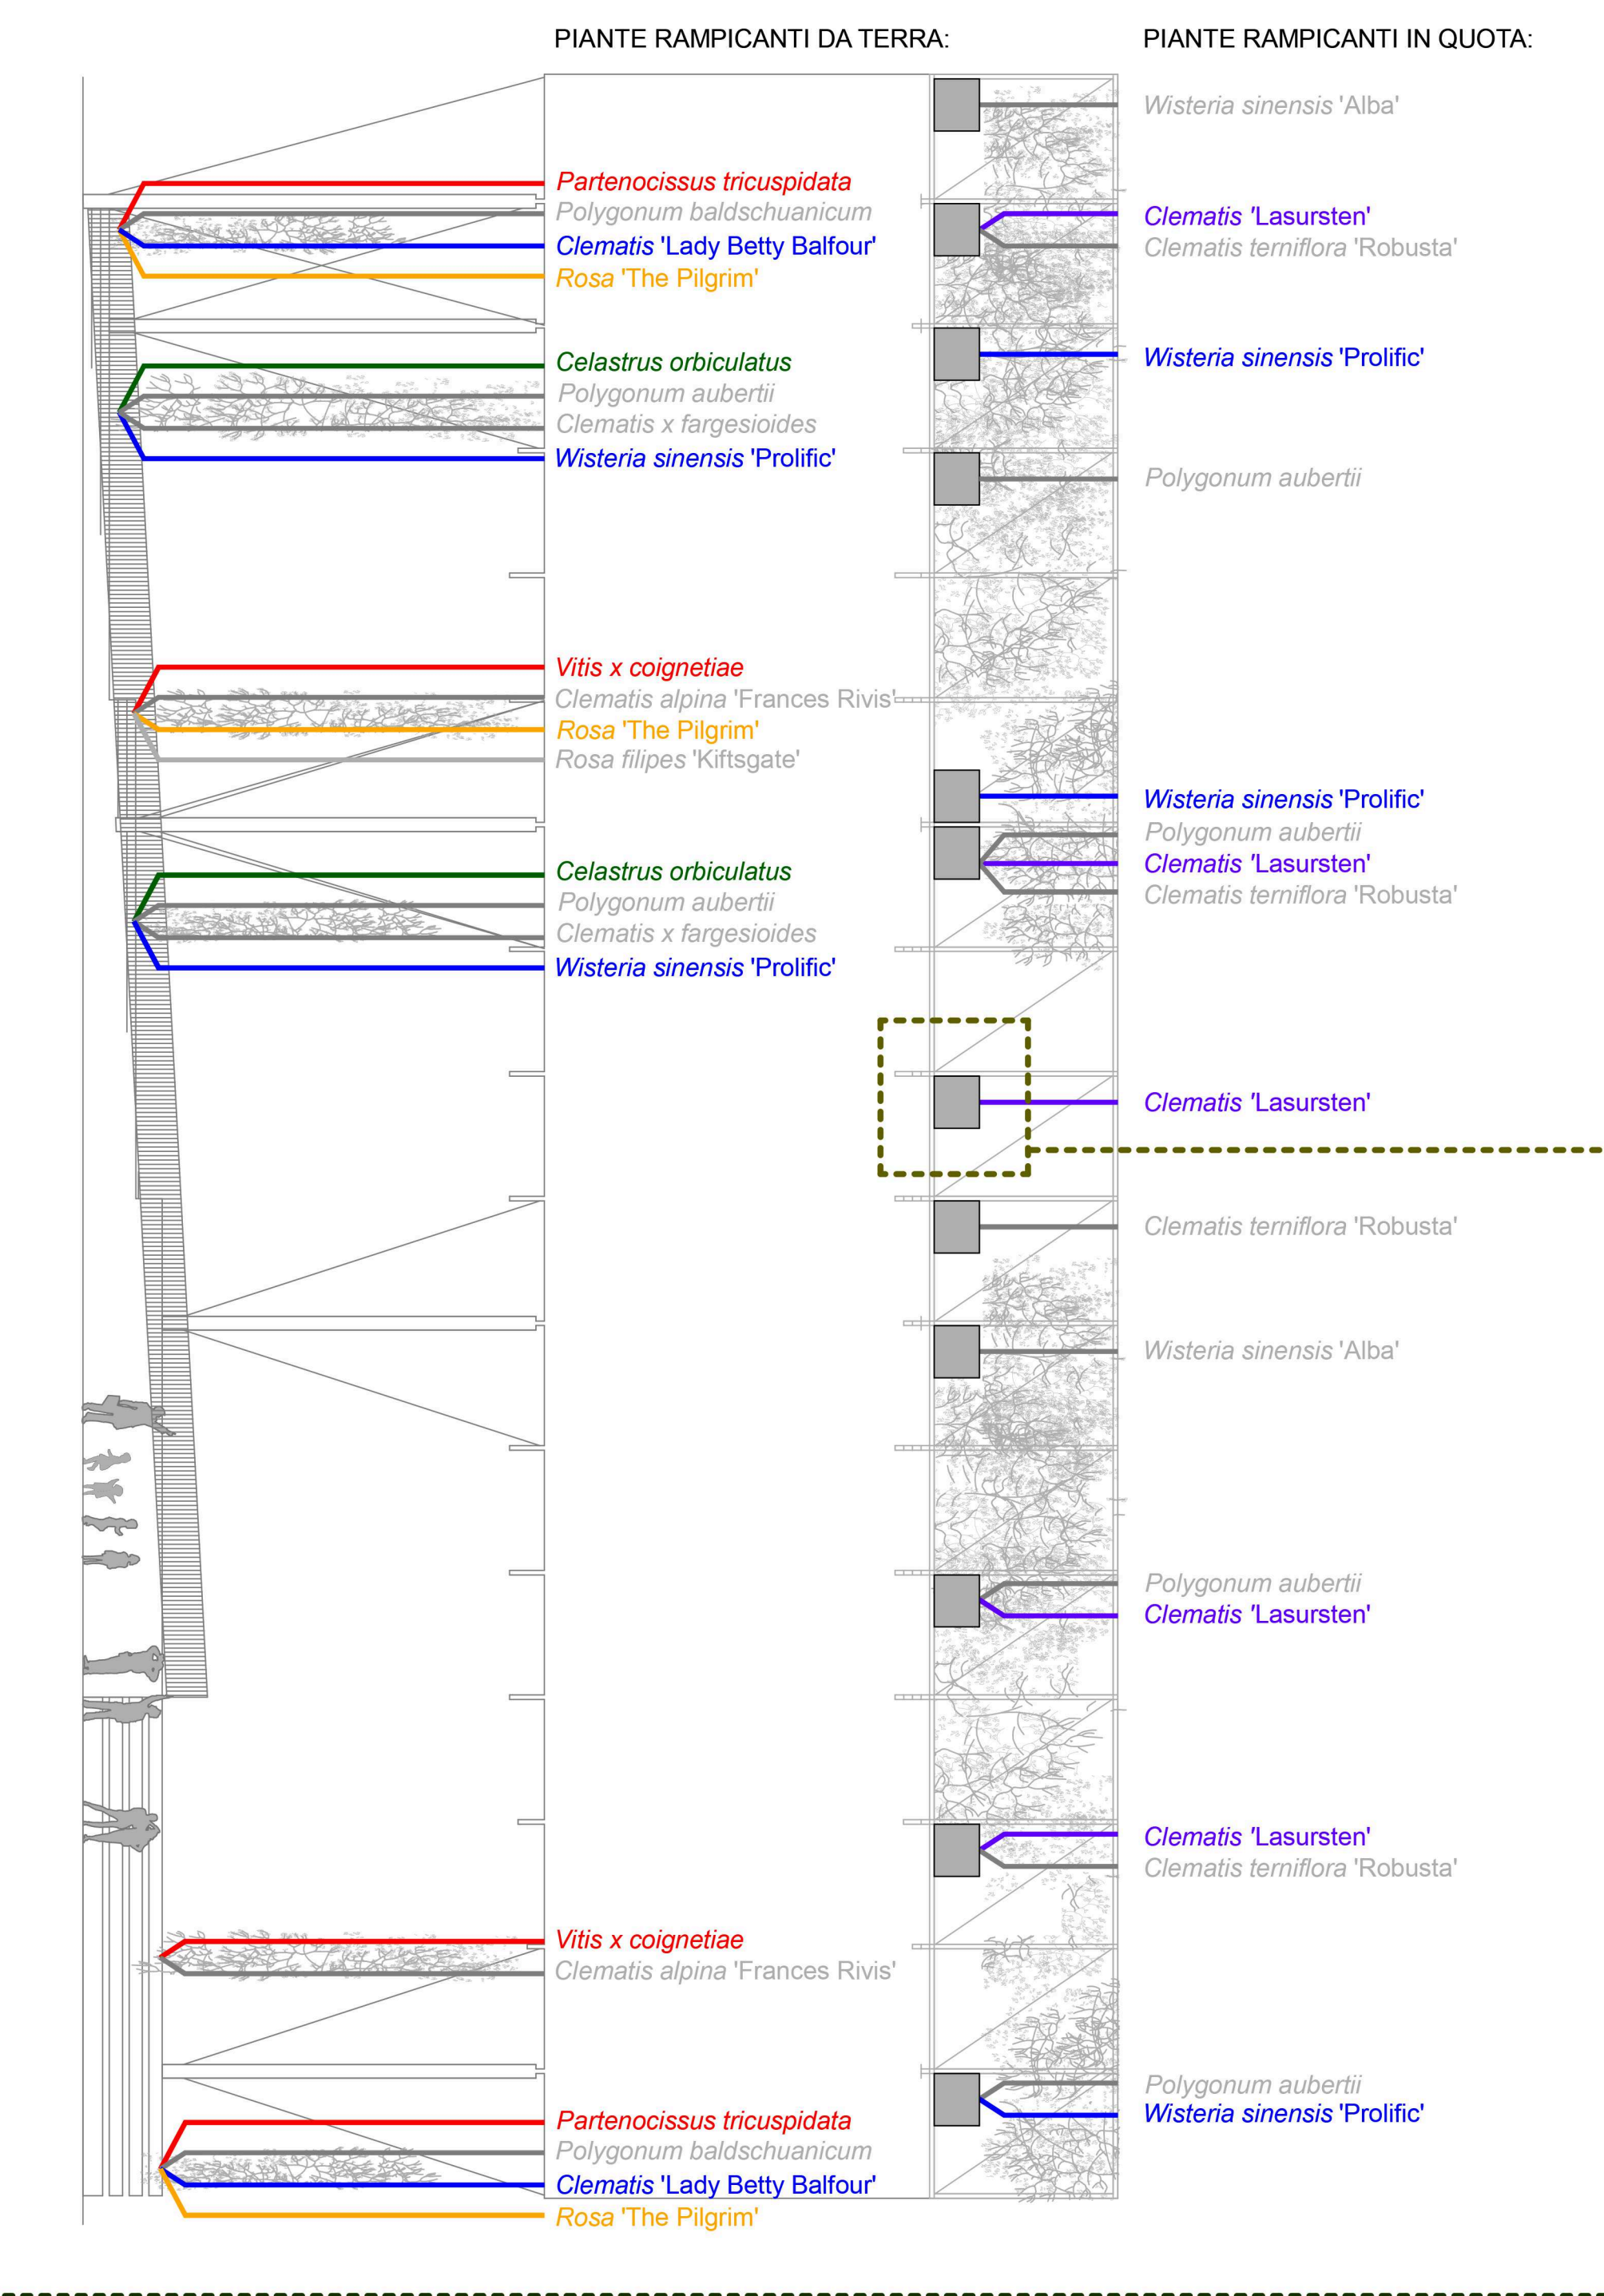 PIANTE RAMPICANTI DA TERRA:
Partenocissus tricuspidata
Polygonum baldschuanicum
Clematis 'Lady Betty Balfour'
Rosa 'The Pilgrim'
Celastrus orbiculatus
Polygonum aubertii
Clematis x fargesioides
Wisteria sinensis 'Prolific'
Vitis x coignetiae
Clematis alpina 'Frances Rivis'
Rosa 'The Pilgrim'
Rosa filipes 'Kiftsgate'
Celastrus orbiculatus
Polygonum aubertii
Clematis x fargesioides
Wisteria sinensis 'Prolific'
Vitis x coignetiae
Clematis alpina 'Frances Rivis'
Partenocissus tricuspidata
Polygonum baldschuanicum
Clematis 'Lady Betty Balfour'
Rosa 'The Pilgrim'
PIANTE RAMPICANTI IN QUOTA:
Wisteria sinensis 'Alba'
Clematis 'Lasursten'
Clematis terniflora 'Robusta'
Wisteria sinensis 'Prolific'
Polygonum aubertii
Wisteria sinensis 'Prolific'
Polygonum aubertii
Clematis 'Lasursten'
Clematis terniflora 'Robusta'
Clematis 'Lasursten'
Clematis terniflora 'Robusta'
Wisteria sinensis 'Alba'
Polygonum aubertii
Clematis 'Lasursten'
Clematis 'Lasursten'
Clematis terniflora 'Robusta'
Polygonum aubertii
Wisteria sinensis 'Prolific'